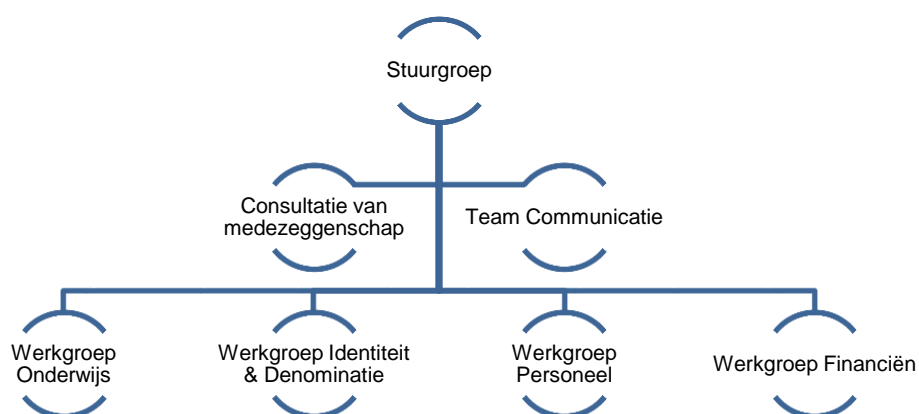 Stuurgroep
Consultatie van
medezeggenschap
Team Communicatie
Werkgroep
Onderwijs
Werkgroep Identiteit
& Denominatie
Werkgroep
Personeel
Werkgroep Financiën